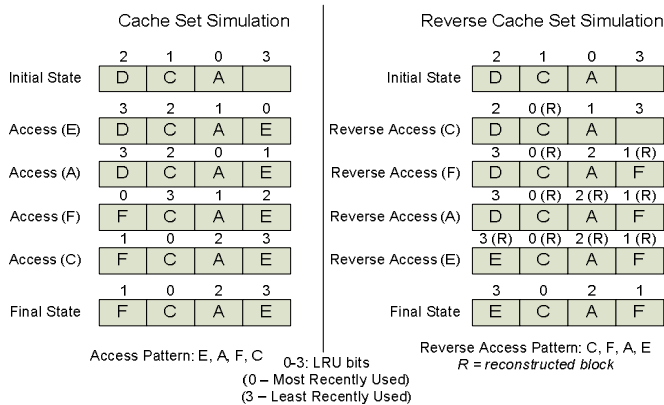 Cache Set Simulation
2 1 0 3
Initial State D C A
3 2 1 0
Access (E) D C A E
3 2 0 1
Access (A) D C A E
0 3 1 2
Access (F) F C A E
1 0 2 3
Access (C) F C A E
1 0 2 3
Final State F C A E
Access Pattern: E, A, F, C
Reverse Cache Set Simulation
2 1 0 3
Initial State D C A
2 0 (R) 1 3
Reverse Access (C) D C A
3 0 (R) 2 1 (R)
Reverse Access (F) D C A F
3 0 (R) 2 (R) 1 (R)
Reverse Access (A) D C A F
3 (R) 0 (R) 2 (R) 1 (R)
Reverse Access (E) E C A F
3 0 2 1
Final State E C A F
Reverse Access Pattern: C, F, A, E
R = reconstructed block
0-3: LRU bits
(0 – Most Recently Used)
(3 – Least Recently Used)